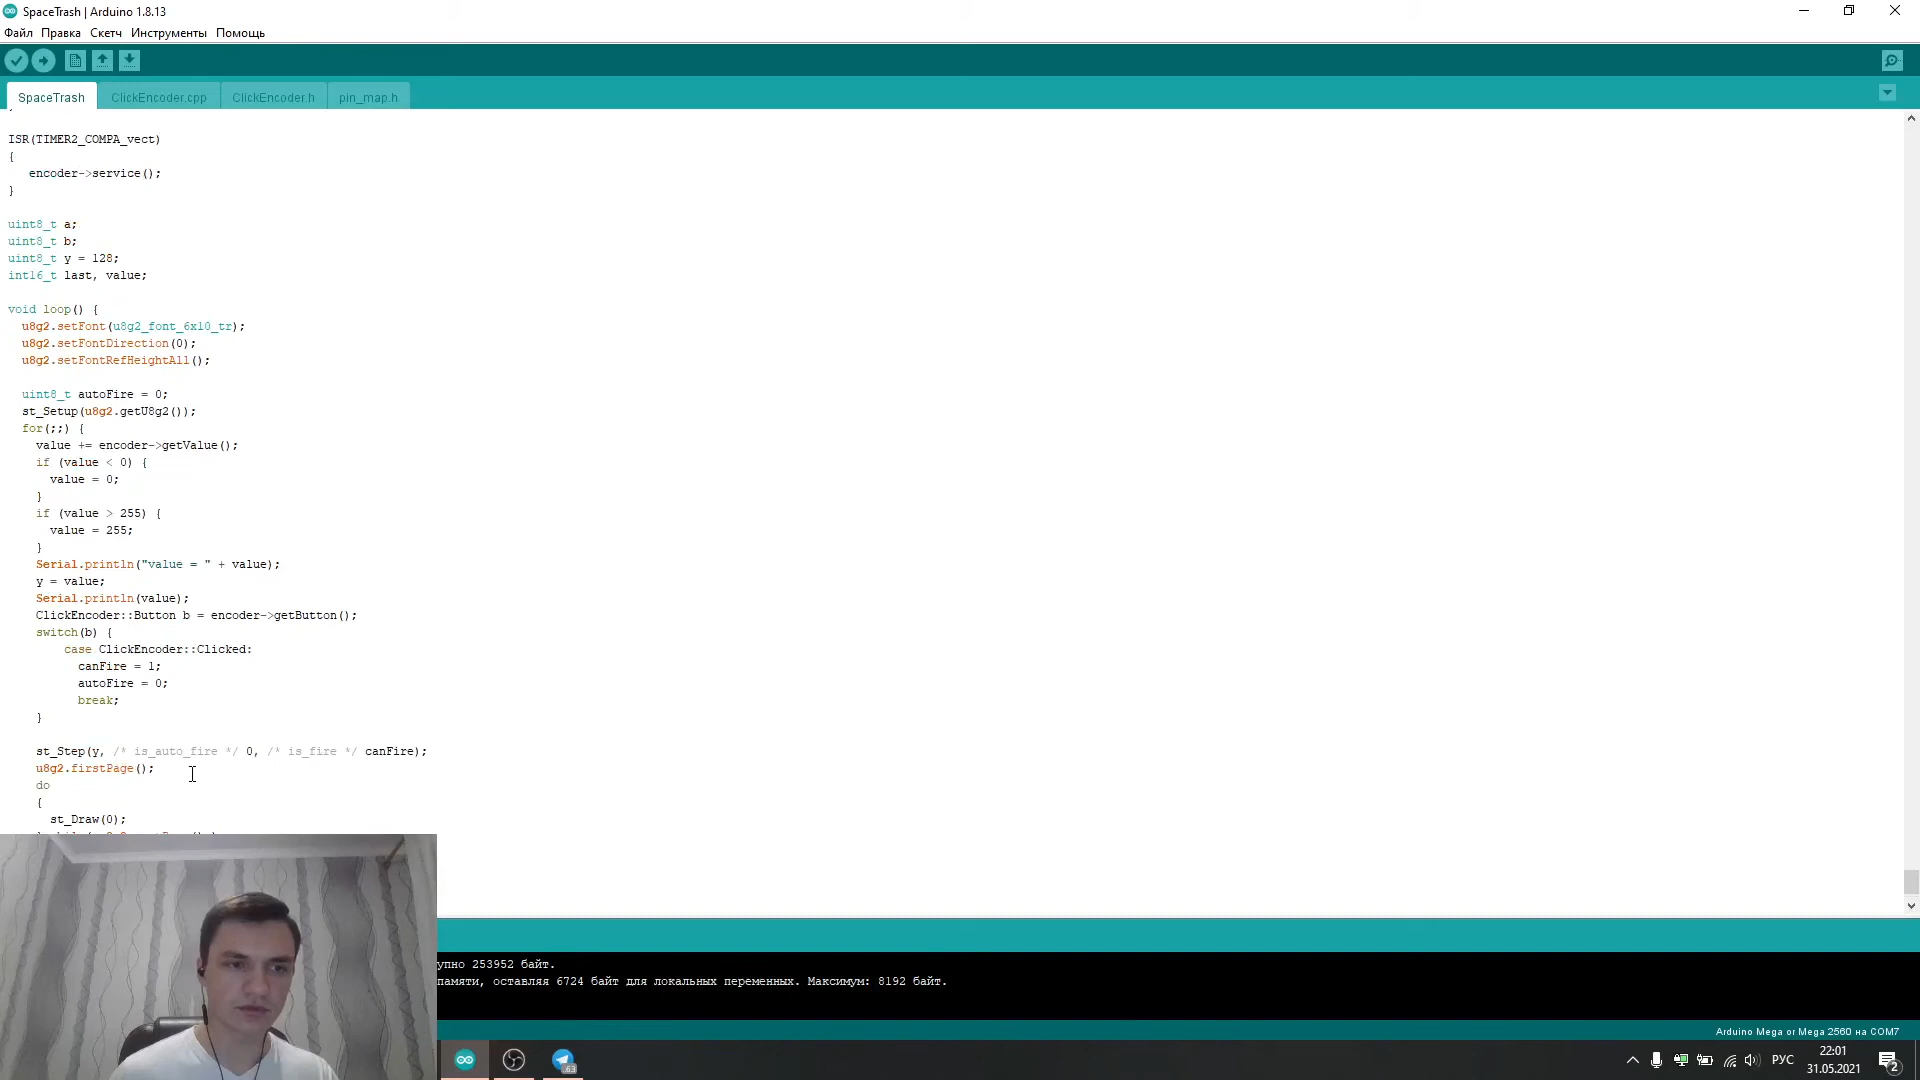 SpaceTrash | Arduino 1.8.13
Файл Правка Скетч Инструменты Помощь
SpaceTrash ClickEncoder.cpp ClickEncoder.h pin_map.h
ISR(TIMER2_COMPA_vect)
{
encoder->service();
}
uint8_t a;
uint8_t b;
uint8_t y = 128;
int16_t last, value;
void loop() {
u8g2.setFont(u8g2_font_6x10_tr);
u8g2.setFontDirection(0);
u8g2.setFontRefHeightAll();
uint8_t autoFire = 0;
st_Setup(u8g2.getU8g2());
for(;;) {
value += encoder->getValue();
if (value < 0) {
value = 0;
}
if (value > 255) {
value = 255;
}
Serial.println("value = " + value);
y = value;
Serial.println(value);
ClickEncoder::Button b = encoder->getButton();
switch(b) {
case ClickEncoder::Clicked:
canFire = 1;
autoFire = 0;
break;
}
st_Step(y, /* is_auto_fire */ 0, /* is_fire */ canFire);
u8g2.firstPage();
do
{
st_Draw(0);
упно 253952 байт.
памяти, оставляя 6724 байт для локальных переменных. Максимум: 8192 байт.
Arduino Mega or Mega 2560 на COM7
63
РУС
22:01
31.05.2021
2